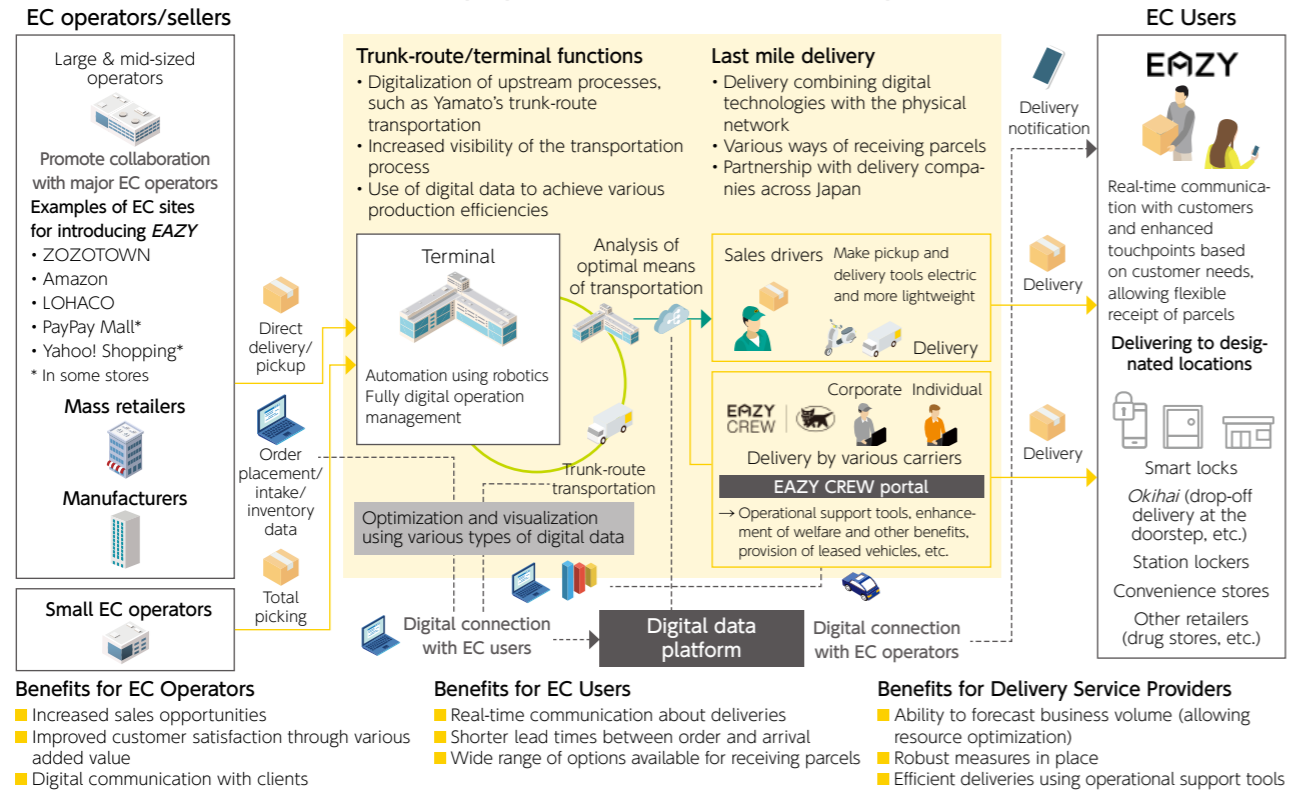 EC operators/sellers
Large & mid-sized
operators
Promote collaboration
with major EC operators
Examples of EC sites
for introducing EAZY
• ZOZOTOWN
• Amazon
• LOHACO
• PayPay Mall*
• Yahoo! Shopping*
* In some stores
Mass retailers
Manufacturers
Small EC operators
Direct
delivery/
pickup
Order
placement/
intake/
inventory
data
Total
picking
Trunk-route/terminal functions
• Digitalization of upstream processes,
such as Yamato's trunk-route
transportation
• Increased visibility of the transportation
process
• Use of digital data to achieve various
production efficiencies
Last mile delivery
• Delivery combining digital
technologies with the physical
network
• Various ways of receiving parcels
• Partnership with delivery compa-
nies across Japan
Terminal
Automation using robotics
Fully digital operation
management
Analysis of
optimal means
of transportation
Trunk-route
transportation
Optimization and visualization
using various types of digital data
Sales drivers
Make pickup and
delivery tools electric
and more lightweight
Delivery
EAZY
CREW
Corporate
Individual
Delivery by various carriers
EAZY CREW portal
→ Operational support tools, enhance-
ment of welfare and other benefits,
provision of leased vehicles, etc.
Digital connection
with EC users
Digital data
platform
Digital connection
with EC operators
Delivery
notification
Delivery
Delivery
EC Users
EAZY
Real-time communica-
tion with customers
and enhanced
touchpoints based
on customer needs,
allowing flexible
receipt of parcels
Delivering to desig-
nated locations
Smart locks
Okihai (drop-off
delivery at the
doorstep, etc.)
Station lockers
Convenience stores
Other retailers
(drug stores, etc.)
Benefits for EC Operators
■ Increased sales opportunities
■ Improved customer satisfaction through various
added value
■ Digital communication with clients
Benefits for EC Users
■ Real-time communication about deliveries
■ Shorter lead times between order and arrival
■ Wide range of options available for receiving parcels
Benefits for Delivery Service Providers
■ Ability to forecast business volume (allowing
resource optimization)
■ Robust measures in place
■ Efficient deliveries using operational support tools